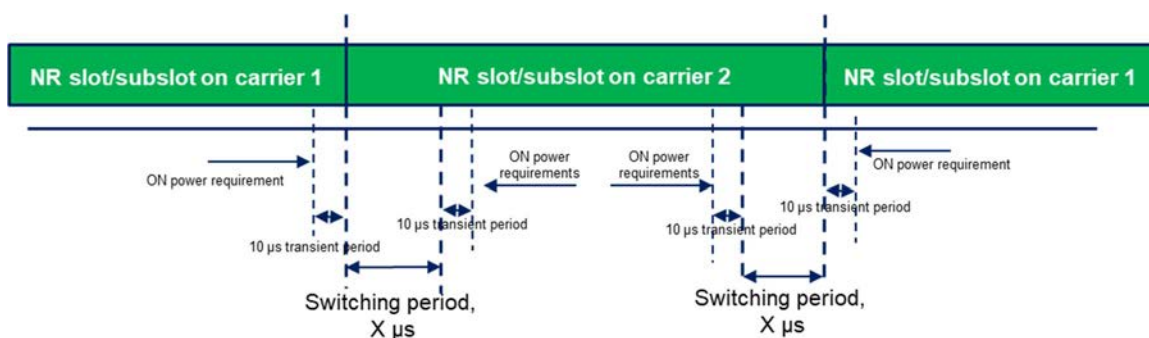 NR slot/subslot on carrier 1
NR slot/subslot on carrier 2
NR slot/subslot on carrier 1
ON power requirement
ON power
requirements
ON power
requirements
ON power requirement
10 µs transient period
10 µs transient period
10 µs transient period
10 µs transient period
Switching period,
X µs
Switching period,
X µs